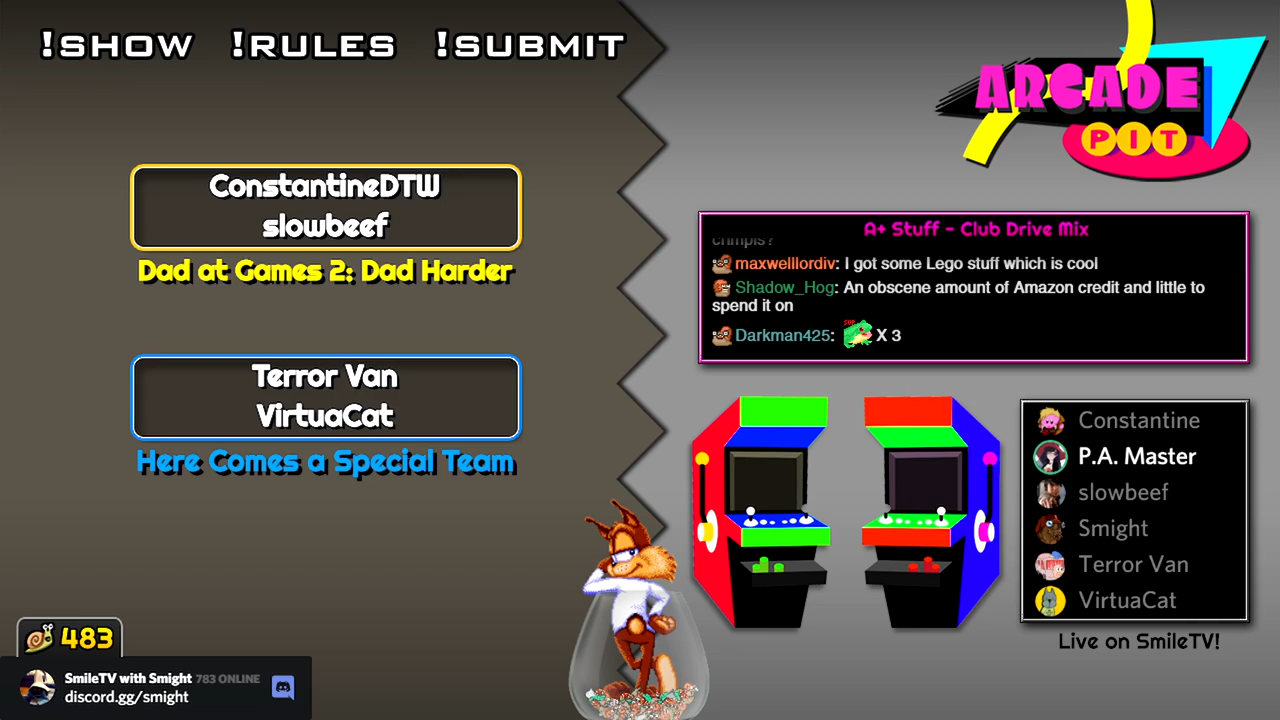 !SHOW !RULES !SUBMIT
ARCADE
PIT
ConstantineDTW
slowbeef
Dad at Games 2: Dad Harder
Terror Van
VirtuaCat
Here Comes a Special Team
A+ Stuff - Club Drive Mix
maxwelllordiv: I got some Lego stuff which is cool
Shadow_Hog: An obscene amount of Amazon credit and little to
spend it on
Darkman425: X 3
Constantine
P.A. Master
slowbeef
Smight
Terror Van
VirtuaCat
Live on SmileTV!
483
SmileTV with Smight 783 ONLINE
discord.gg/smight